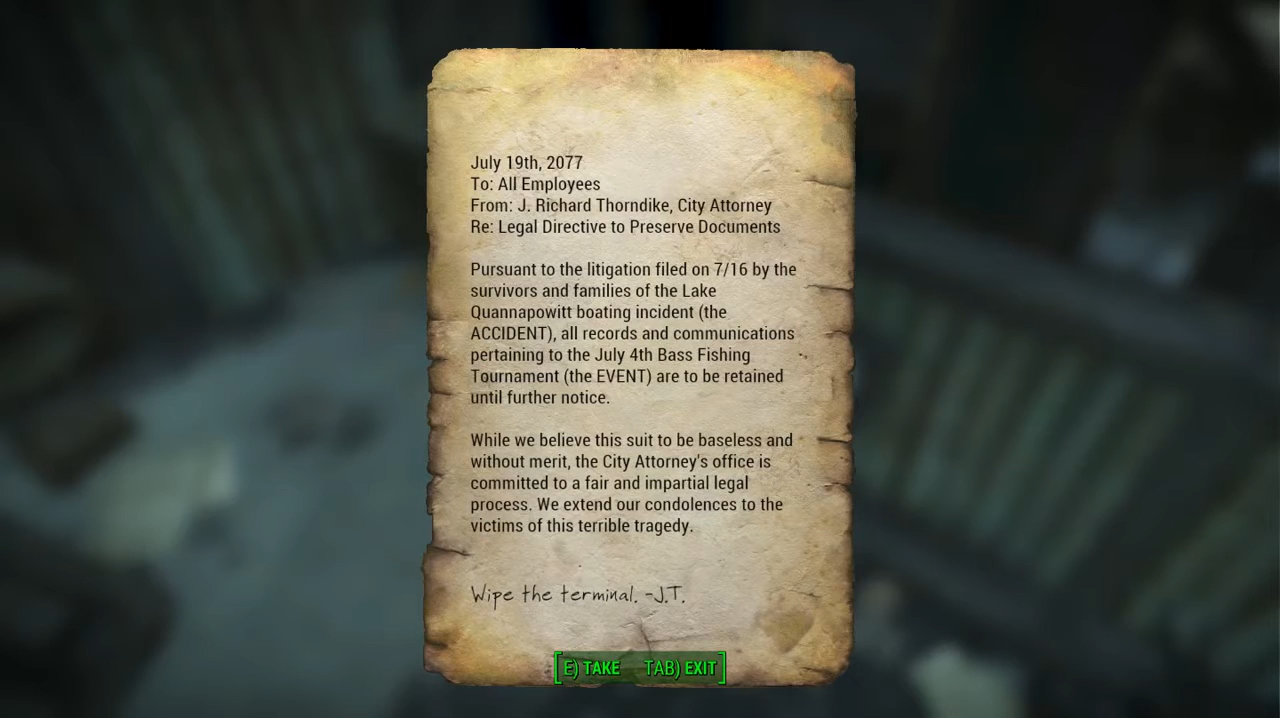 July 19th, 2077
To: All Employees
From: J. Richard Thorndike, City Attorney
Re: Legal Directive to Preserve Documents
Pursuant to the litigation filed on 7/16 by the
survivors and families of the Lake
Quannapowitt boating incident (the
ACCIDENT), all records and communications
pertaining to the July 4th Bass Fishing
Tournament (the EVENT) are to be retained
until further notice.
While we believe this suit to be baseless and
without merit, the City Attorney's office is
committed to a fair and impartial legal
process. We extend our condolences to the
victims of this terrible tragedy.
Wipe the terminal. -J.T.
E) TAKE TAB) EXIT